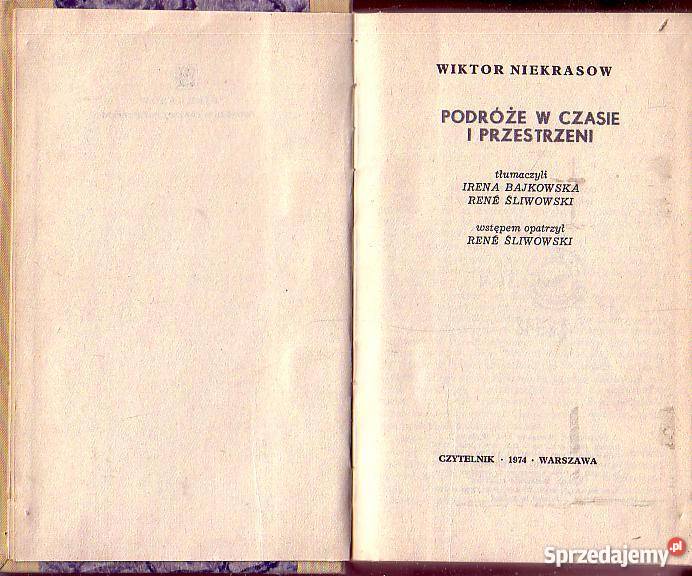 WIKTOR NIEKRASOW
PODRÓŻE W CZASIE
I PRZESTRZENI
tłumaczyli
IRENA BAJKOWSKA
RENÉ ŚLIWOWSKI
wstępem opatrzył
RENÉ ŚLIWOWSKI
CZYTELNIK · 1974 · WARSZAWA
Sprzedajemy.pl